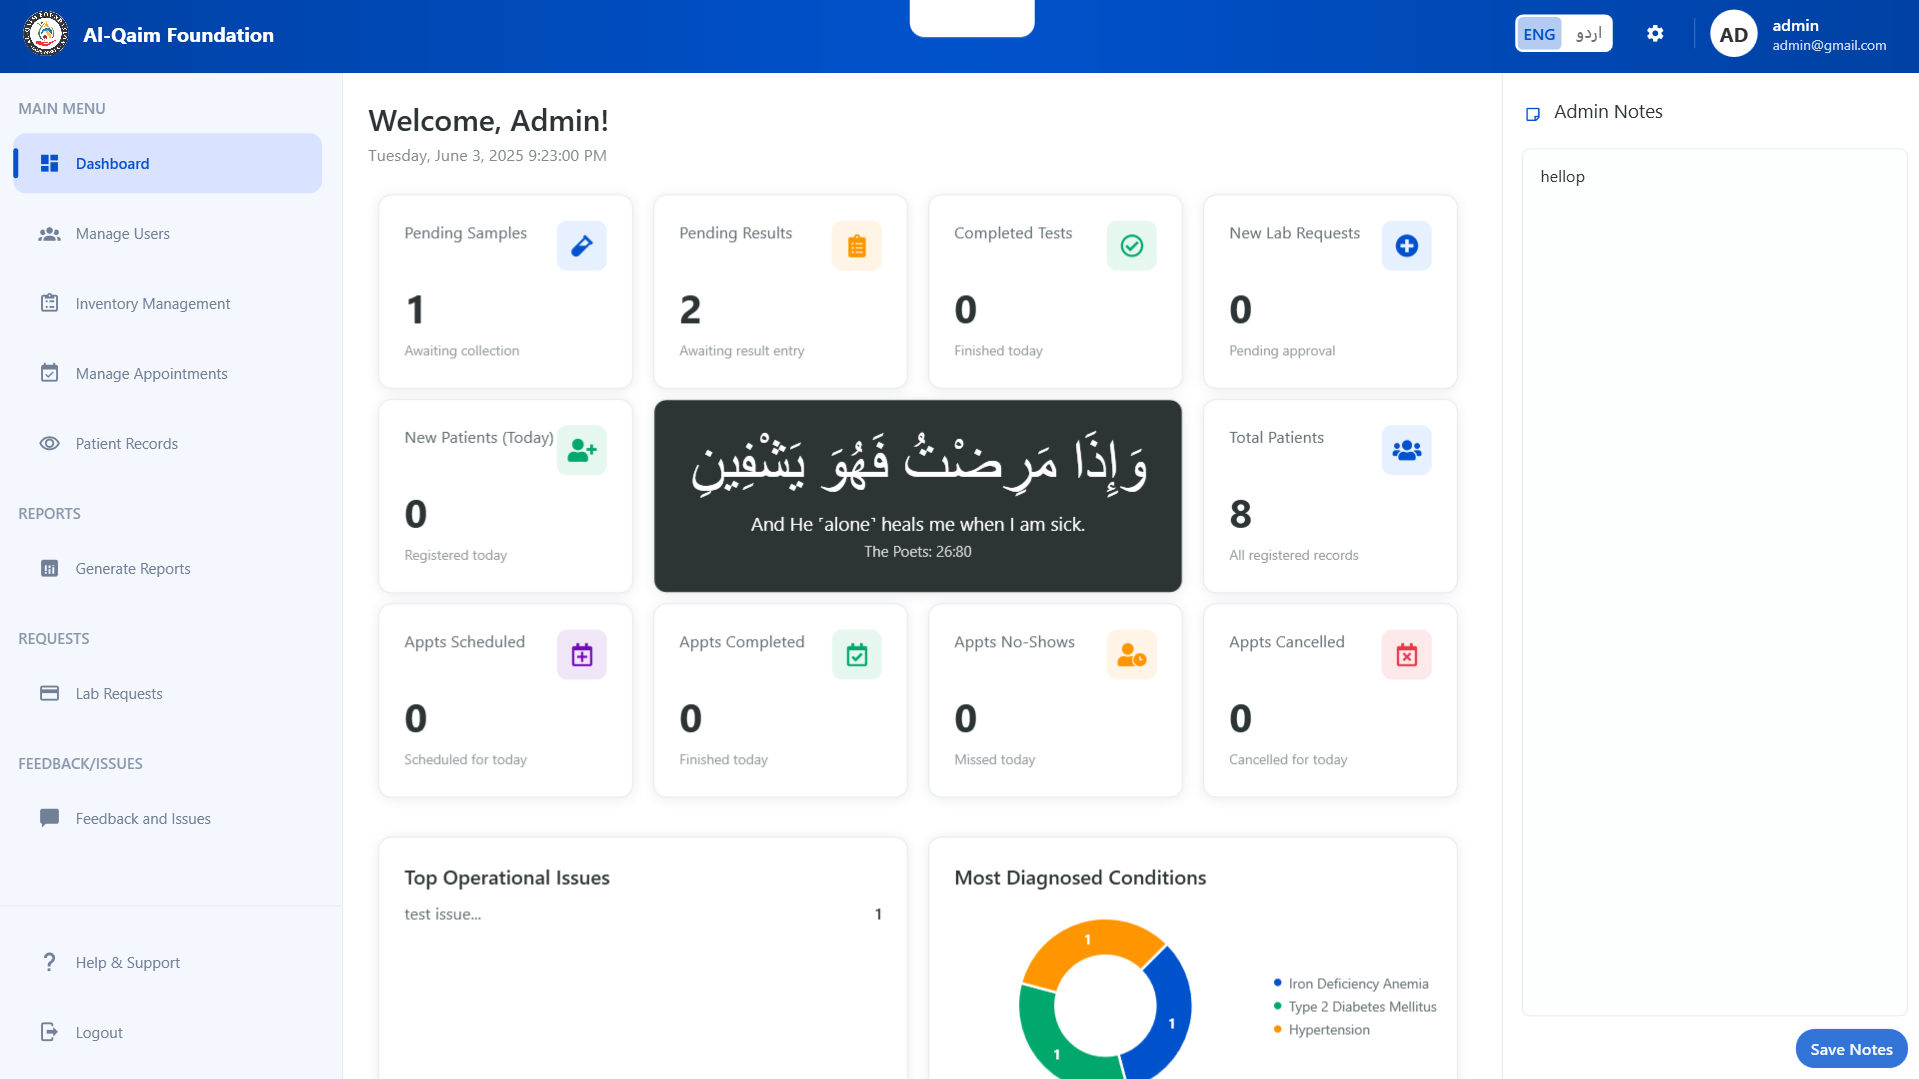 Al-Qaim Foundation
ENG
اردو
AD
admin
admin@gmail.com
MAIN MENU
Dashboard
Manage Users
Inventory Management
Manage Appointments
Patient Records
REPORTS
Generate Reports
REQUESTS
Lab Requests
FEEDBACK/ISSUES
Feedback and Issues
Help & Support
Logout
Welcome, Admin!
Tuesday, June 3, 2025 9:23:00 PM
Pending Samples
1
Awaiting collection
Pending Results
2
Awaiting result entry
Completed Tests
0
Finished today
New Lab Requests
0
Pending approval
New Patients (Today)
0
Registered today
وَإِذَا مَرِضْتُ فَهُوَ يَشْفِينِ
And He ˹alone˺ heals me when I am sick.
The Poets: 26:80
Total Patients
8
All registered records
Appts Scheduled
0
Scheduled for today
Appts Completed
0
Finished today
Appts No-Shows
0
Missed today
Appts Cancelled
0
Cancelled for today
Top Operational Issues
test issue...
1
Most Diagnosed Conditions
1
1
1
Iron Deficiency Anemia
Type 2 Diabetes Mellitus
Hypertension
Admin Notes
hellop
Save Notes